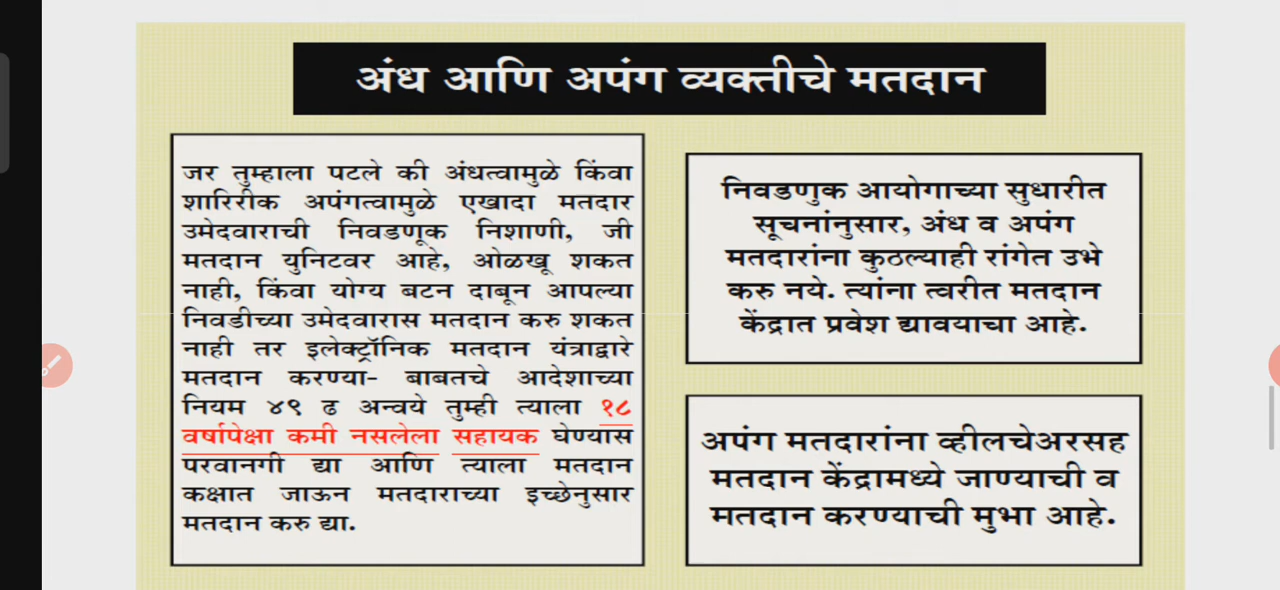 अंध आणि अपंग व्यक्तीचे मतदान
जर तुम्हाला पटले की अंधत्वामुळे किंवा
शारिरीक अपंगत्वामुळे एखादा मतदार
उमेदवाराची निवडणूक निशाणी, जी
मतदान युनिटवर आहे, ओळखू शकत
नाही, किंवा योग्य बटन दाबून आपल्या
निवडीच्या उमेदवारास मतदान करु शकत
नाही तर इलेक्ट्रॉनिक मतदान यंत्राद्वारे
मतदान करण्या- बाबतचे आदेशाच्या
नियम ४९ ढ अन्वये तुम्ही त्याला १८
वर्षापेक्षा कमी नसलेला सहायक घेण्यास
परवानगी द्या आणि त्याला मतदान
कक्षात जाऊन मतदाराच्या इच्छेनुसार
मतदान करु द्या.
निवडणुक आयोगाच्या सुधारीत
सूचनांनुसार, अंध व अपंग
मतदारांना कुठल्याही रांगेत उभे
करु नये. त्यांना त्वरीत मतदान
केंद्रात प्रवेश द्यावयाचा आहे.
अपंग मतदारांना व्हीलचेअरसह
मतदान केंद्रामध्ये जाण्याची व
मतदान करण्याची मुभा आहे.